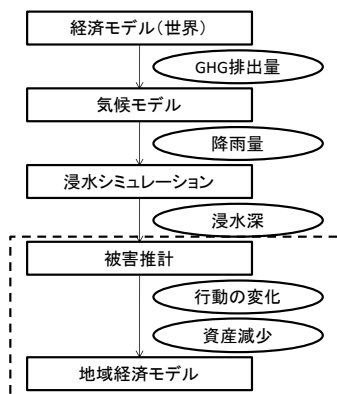 経済モデル（世界）
GHG排出量
気候モデル
降雨量
浸水シミュレーション
浸水深
被害推計
行動の変化
資産減少
地域経済モデル